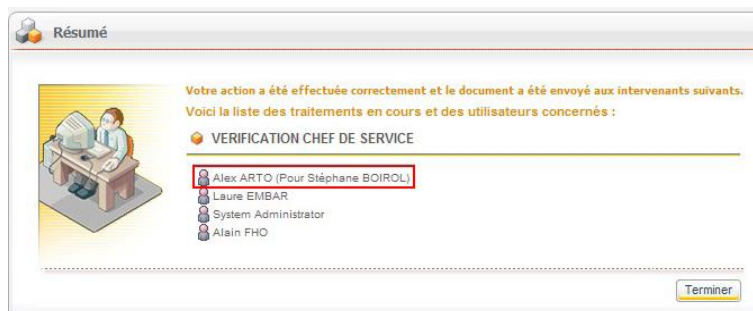 Résumé
Votre action a été effectuée correctement et le document a été envoyé aux intervenants suivants.
Voici la liste des traitements en cours et des utilisateurs concernés :
VERIFICATION CHEF DE SERVICE
Alex ARTO (Pour Stéphane BOIROL)
Laure EMBAR
System Administrator
Alain FHO
Terminer